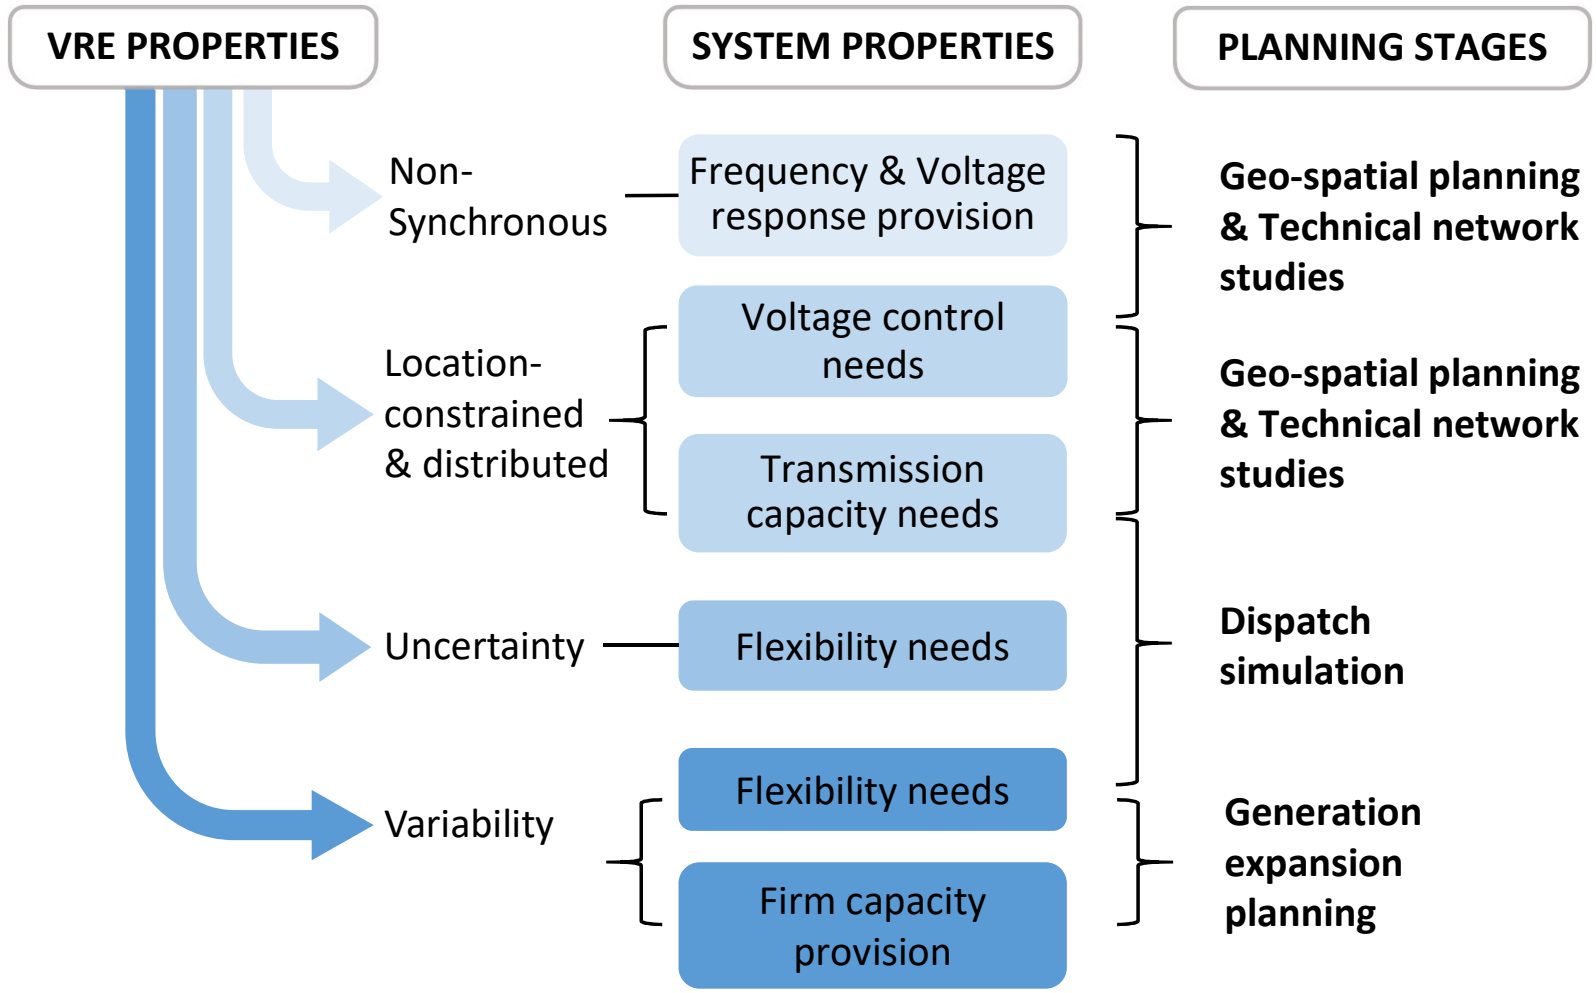 VRE PROPERTIES
SYSTEM PROPERTIES
PLANNING STAGES
Non-
Synchronous
Frequency & Voltage
response provision
Geo-spatial planning
& Technical network
studies
Location-
constrained
& distributed
Voltage control
needs
Transmission
capacity needs
Geo-spatial planning
& Technical network
studies
Uncertainty
Flexibility needs
Dispatch
simulation
Variability
Flexibility needs
Firm capacity
provision
Generation
expansion
planning